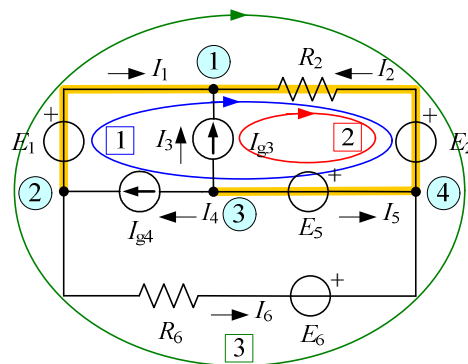 I1 1 R2 I2
+ +
E1 1 I3 Ig3 2 E2
2 I4 3 + 4
Ig4 E5 I5
+
R6 I6 E6
3